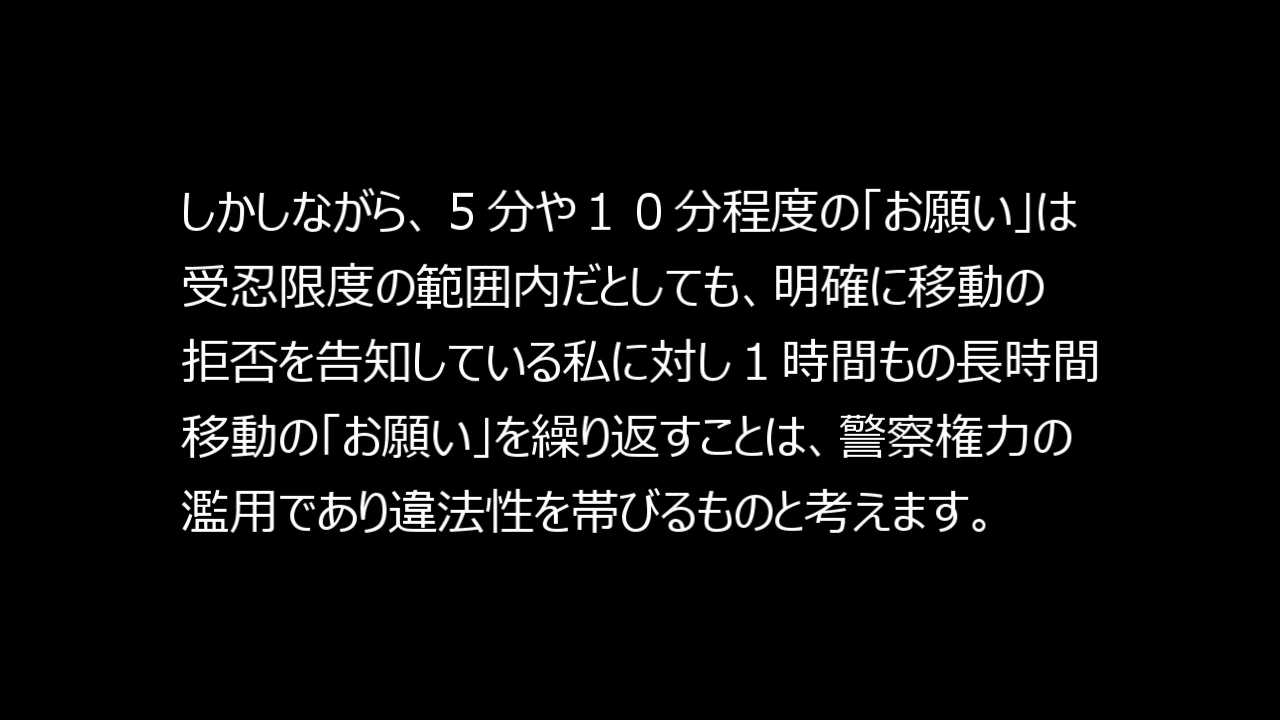 しかしながら、５分や１０分程度の「お願い」は
受忍限度の範囲内だとしても、明確に移動の
拒否を告知している私に対し１時間もの長時間
移動の「お願い」を繰り返すことは、警察権力の
濫用であり違法性を帯びるものと考えます。